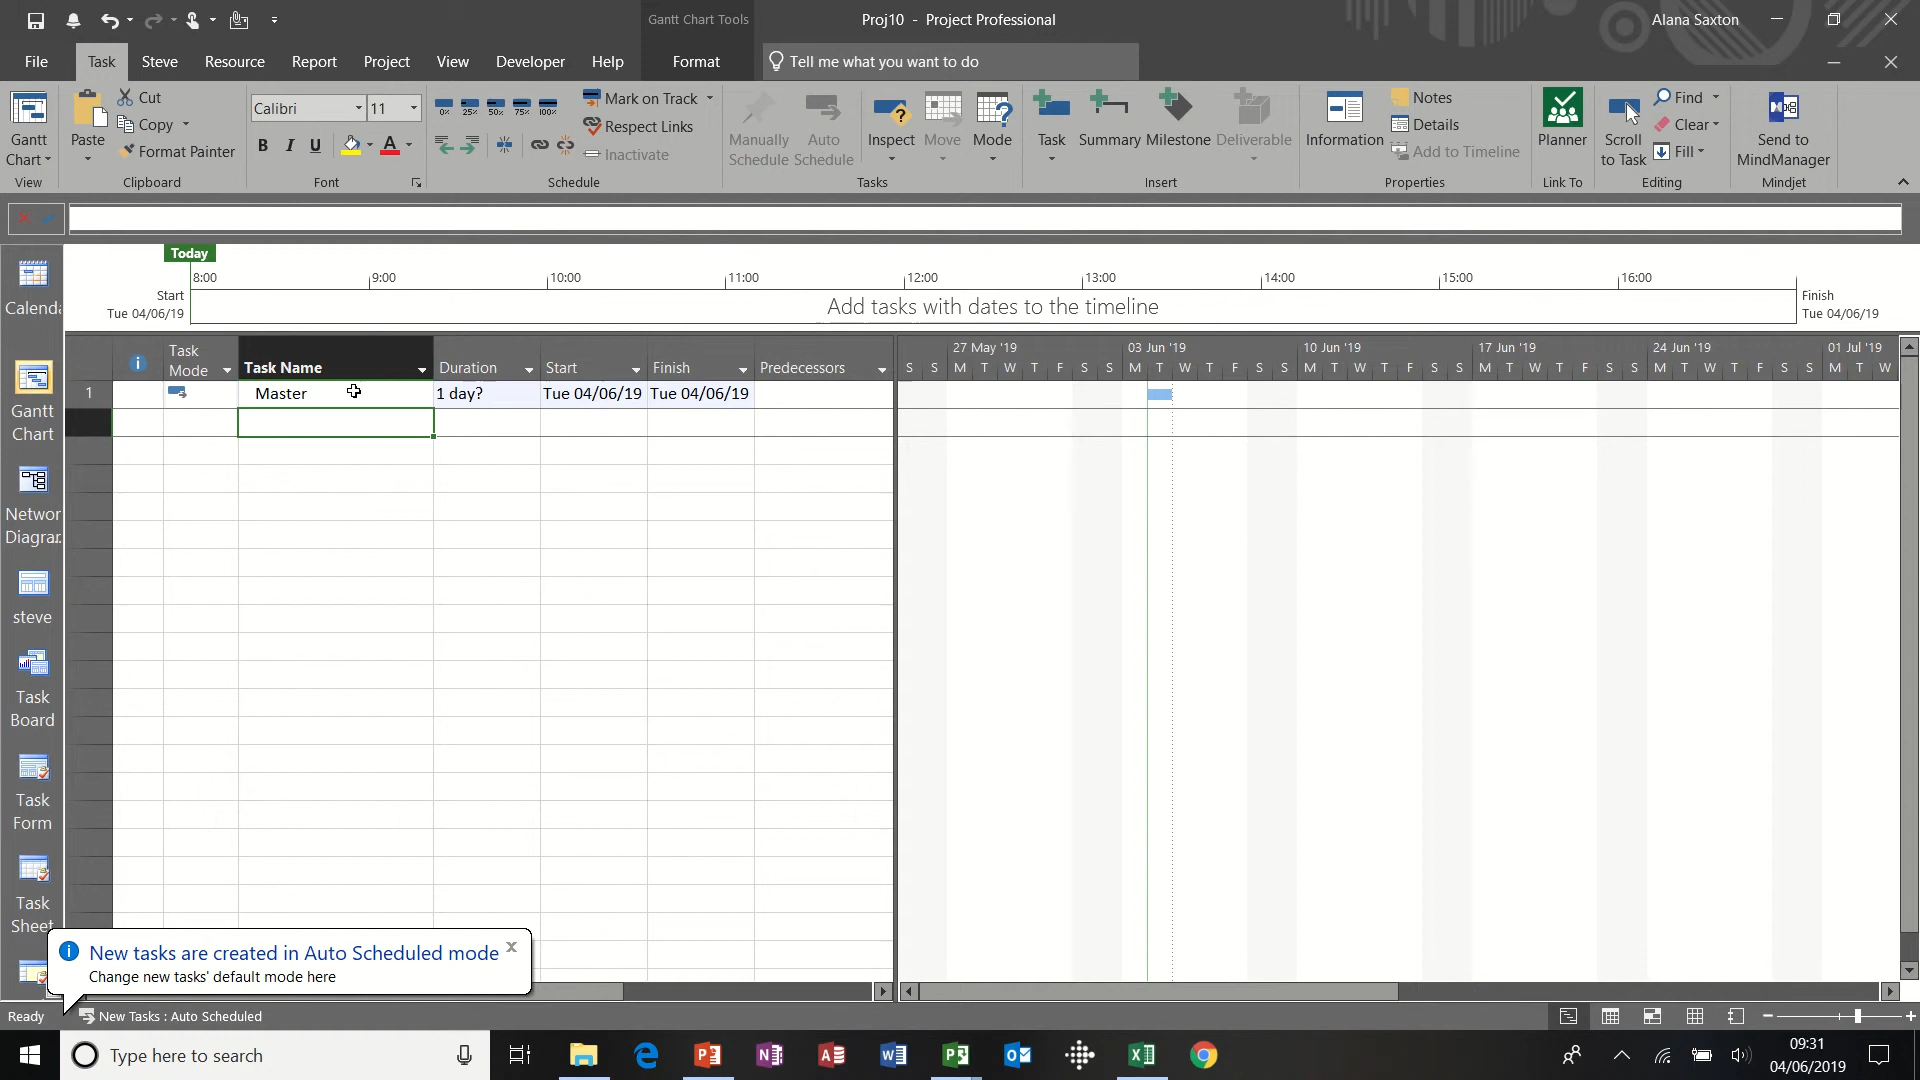 Gantt Chart Tools
Proj10 - Project Professional
Alana Saxton
File Task Steve Resource Report Project View Developer Help Format Tell me what you want to do
Gantt
Chart
View
Paste
Cut
Copy
Format Painter
Clipboard
Calibri 11
B I U A
Font
0% 25% 50% 75% 100%
Mark on Track
Respect Links
Inactivate
Schedule
Manually
Schedule
Auto
Schedule
Inspect
Move
Mode
Tasks
Task
Summary
Milestone
Deliverable
Insert
Information
Notes
Details
Add to Timeline
Properties
Planner
Link To
Scroll
to Task
Find
Clear
Fill
Editing
Send to
MindManager
Mindjet
Today
8:00 9:00 10:00 11:00 12:00 13:00 14:00 15:00 16:00
Start
Tue 04/06/19
Add tasks with dates to the timeline
Finish
Tue 04/06/19
Calenda
Gantt
Chart
Networ
Diagra
steve
Task
Board
Task
Form
Task
Sheet
Task
Mode
Task Name
Duration
Start
Finish
Predecessors
27 May '19 03 Jun '19 10 Jun '19 17 Jun '19 24 Jun '19 01 Jul '19
S S M T W T F S S M T W T F S S M T W T F S S M T W T F S S M T W T F S S M T W
1 Master 1 day? Tue 04/06/19 Tue 04/06/19
New tasks are created in Auto Scheduled mode
Change new tasks' default mode here
Ready
New Tasks : Auto Scheduled
Type here to search
09:31
04/06/2019